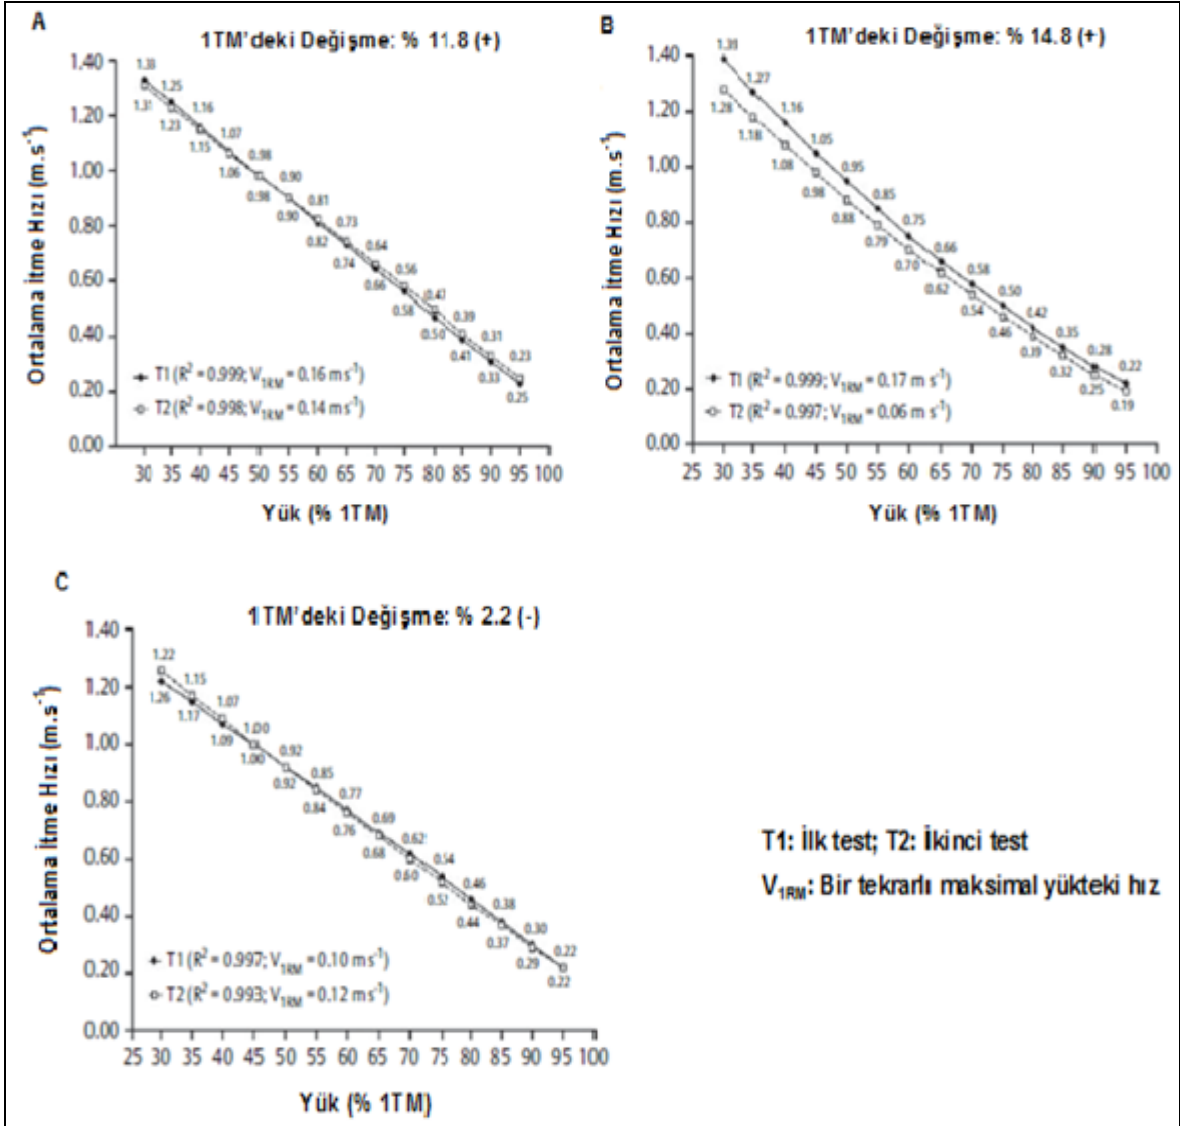 A
1TM'deki Değişme: % 11.8 (+)
Ortalama İtme Hızı (m.s⁻¹)
1.40
1.20
1.00
0.80
0.60
0.40
0.20
0.00
1.33 1.25 1.16 1.07 0.98 0.90 0.81 0.73 0.64 0.56 0.47 0.39 0.31 0.23
1.31 1.23 1.15 1.06 0.98 0.90 0.82 0.74 0.66 0.58 0.50 0.41 0.33 0.25
T1 (R² = 0.999; V1RM = 0.16 m s⁻¹)
T2 (R² = 0.998; V1RM = 0.14 m s⁻¹)
30 35 40 45 50 55 60 65 70 75 80 85 90 95 100
Yük (% 1TM)
B
1TM'deki Değişme: % 14.8 (+)
Ortalama İtme Hızı (m.s⁻¹)
1.40
1.20
1.00
0.80
0.60
0.40
0.20
0.00
1.39 1.27 1.16 1.05 0.95 0.85 0.75 0.66 0.58 0.50 0.42 0.35 0.28 0.22
1.28 1.18 1.08 0.98 0.88 0.79 0.70 0.62 0.54 0.46 0.39 0.32 0.25 0.19
T1 (R² = 0.999; V1RM = 0.17 m s⁻¹)
T2 (R² = 0.997; V1RM = 0.06 m s⁻¹)
25 30 35 40 45 50 55 60 65 70 75 80 85 90 95 100
Yük (% 1TM)
C
1TM'deki Değişme: % 2.2 (-)
Ortalama İtme Hızı (m.s⁻¹)
1.40
1.20
1.00
0.80
0.60
0.40
0.20
0.00
1.22 1.15 1.07 1.00 0.92 0.85 0.77 0.69 0.62 0.54 0.46 0.38 0.30 0.22
1.26 1.17 1.09 1.00 0.92 0.84 0.76 0.68 0.60 0.52 0.44 0.37 0.29 0.22
T1 (R² = 0.997; V1RM = 0.10 m s⁻¹)
T2 (R² = 0.993; V1RM = 0.12 m s⁻¹)
25 30 35 40 45 50 55 60 65 70 75 80 85 90 95 100
Yük (% 1TM)
T1: İlk test; T2: İkinci test
V1RM: Bir tekrarlı maksimal yükteki hız